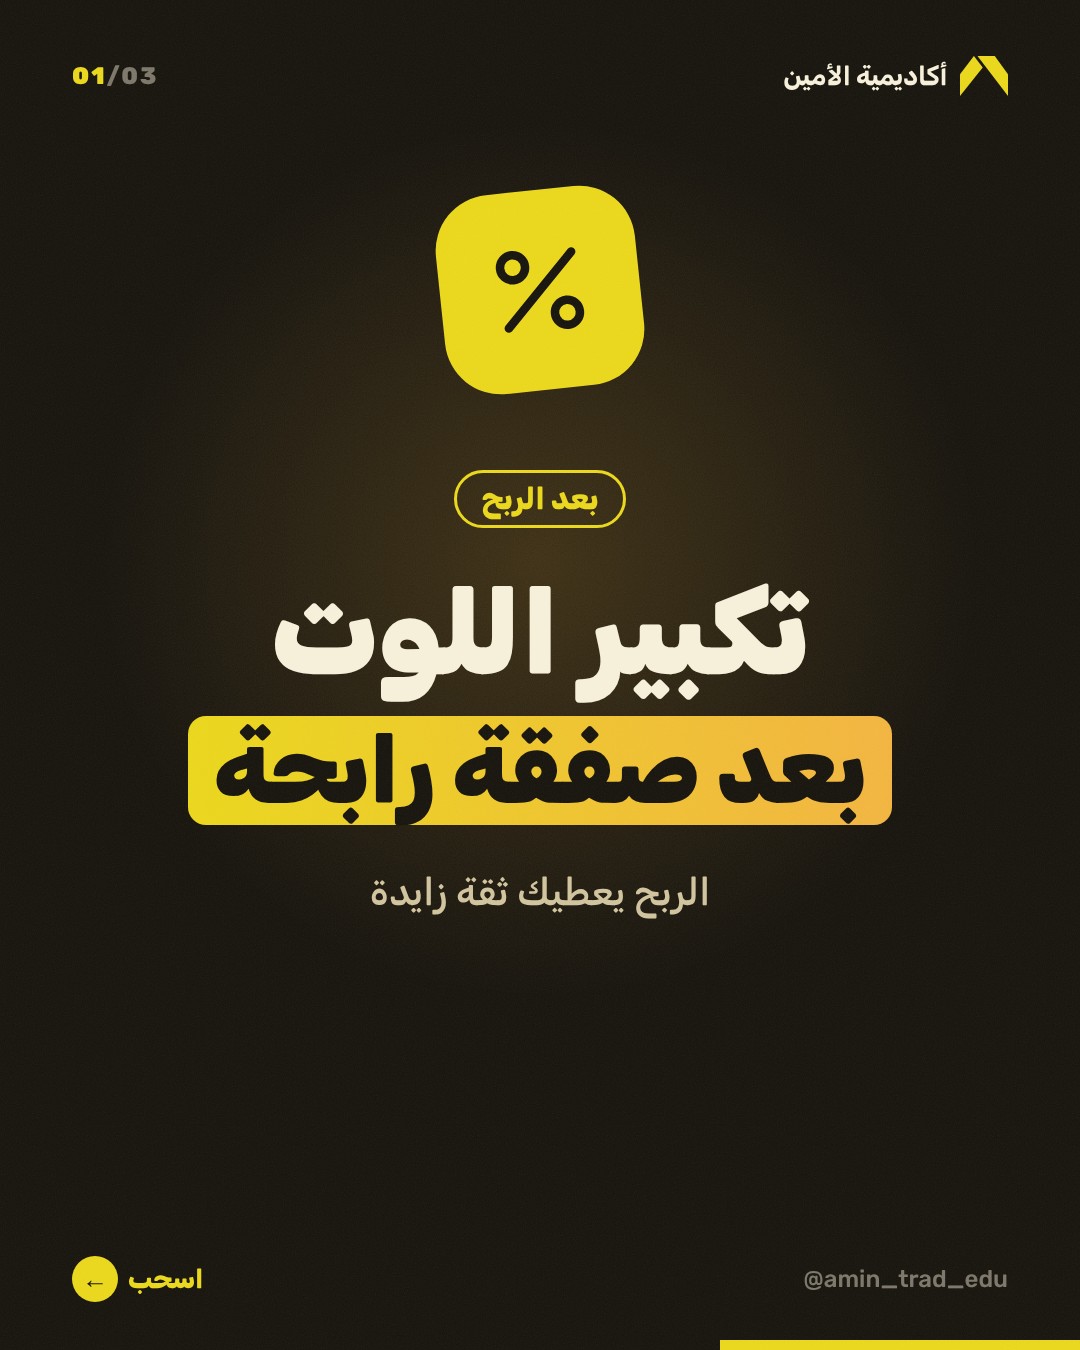 أكاديمية الأمين
01/03
%
بعد الربح
تكبير اللوت
بعد صفقة رابحة
الربح يعطيك ثقة زايدة
@amin_trad_edu
اسحب ←